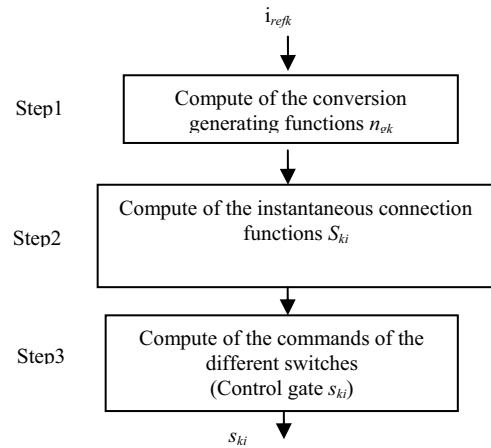 i_refk
Step1
Compute of the conversion
generating functions n_gk
Step2
Compute of the instantaneous connection
functions S_ki
Step3
Compute of the commands of the
different switches
(Control gate s_ki)
s_ki